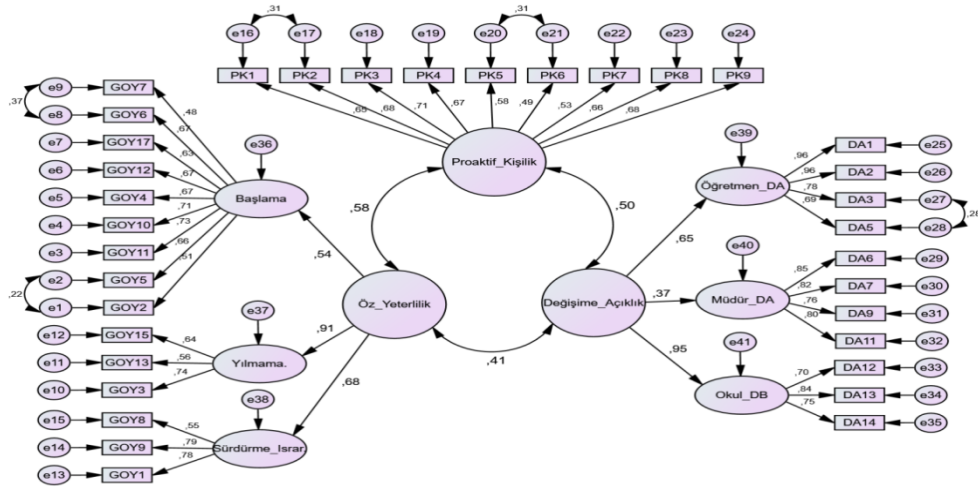 ,31 ,31
e16 e17 e18 e19 e20 e21 e22 e23 e24
PK1 PK2 PK3 PK4 PK5 PK6 PK7 PK8 PK9
,65 ,68 ,71 ,67 ,58 ,49 ,53 ,66 ,68
Proaktif_Kişilik
,58
,50
,37
e9 GOY7 ,48
e8 GOY6 ,67
e7 GOY17 ,63
e6 GOY12 ,67
e5 GOY4 ,67
e4 GOY10 ,71
e3 GOY11 ,73
e2 GOY5 ,66
e1 GOY2 ,51
,22
e36
Başlama
,54
Öz_Yeterlilik
e12 GOY15 ,64
e11 GOY13 ,56
e10 GOY3 ,74
e37
Yılmama.
,91
e15 GOY8 ,55
e14 GOY9 ,79
e13 GOY1 ,78
e38
Sürdürme_Israr.
,68
,41
Değişime_Açıklık
e39
Öğretmen_DA
,65
,96 DA1 e25
,96 DA2 e26
,78 DA3 e27
,69 DA5 e28
,28
e40
Müdür_DA
,37
,85 DA6 e29
,82 DA7 e30
,76 DA9 e31
,80 DA11 e32
e41
Okul_DB
,95
,70 DA12 e33
,84 DA13 e34
,75 DA14 e35